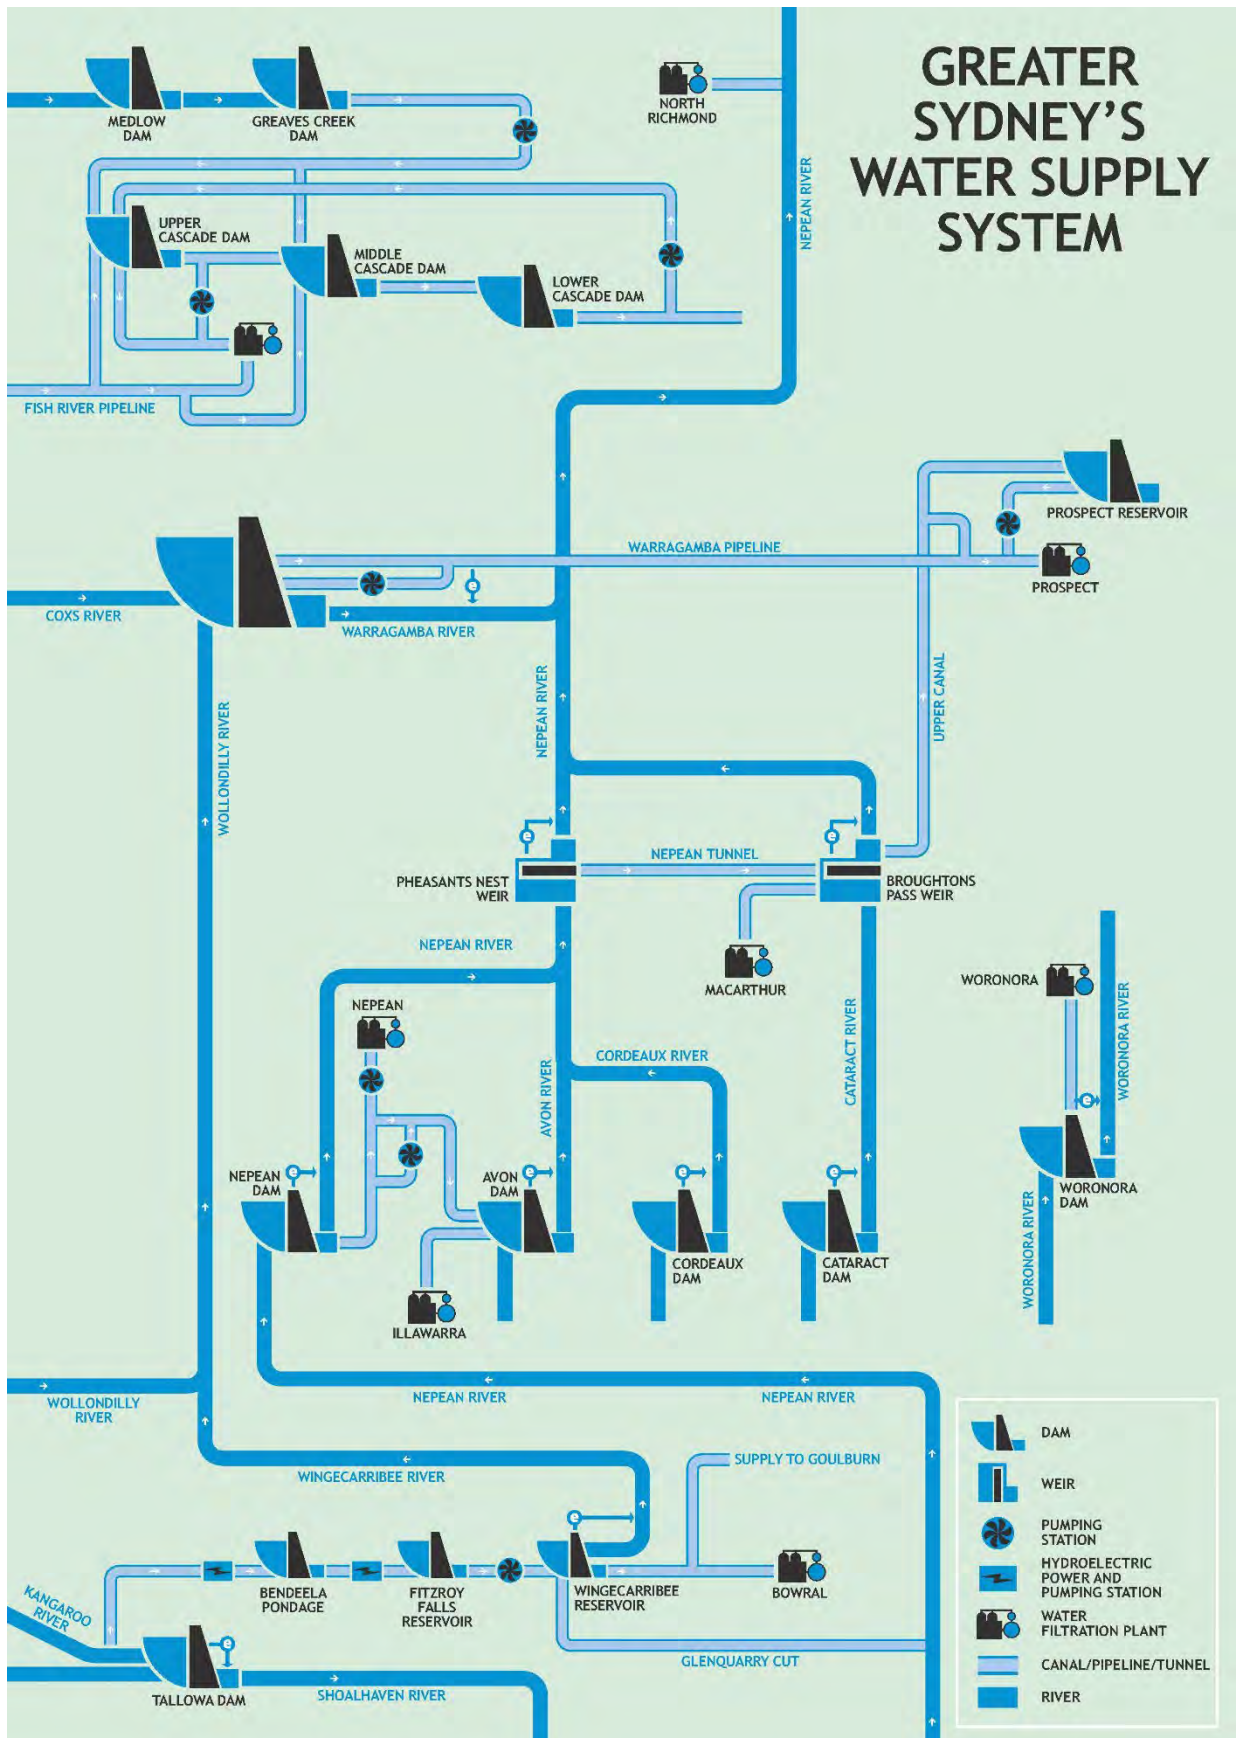 GREATER
SYDNEY'S
WATER SUPPLY
SYSTEM
MEDLOW
DAM
GREAVES CREEK
DAM
NORTH
RICHMOND
NEPEAN RIVER
UPPER
CASCADE DAM
MIDDLE
CASCADE DAM
LOWER
CASCADE DAM
FISH RIVER PIPELINE
PROSPECT RESERVOIR
WARRAGAMBA PIPELINE
PROSPECT
e
COXS RIVER
WARRAGAMBA RIVER
NEPEAN RIVER
UPPER CANAL
WOLLONDILLY RIVER
e
e
NEPEAN TUNNEL
PHEASANTS NEST
WEIR
BROUGHTONS
PASS WEIR
NEPEAN RIVER
MACARTHUR
WORONORA
WORONORA RIVER
NEPEAN
CATARACT RIVER
CORDEAUX RIVER
AVON RIVER
e
NEPEAN
DAM
e
AVON
DAM
e
e
e
WORONORA
DAM
WORONORA RIVER
CORDEAUX
DAM
CATARACT
DAM
ILLAWARRA
WOLLONDILLY
RIVER
NEPEAN RIVER
NEPEAN RIVER
WINGECARRIBEE RIVER
SUPPLY TO GOULBURN
e
BENDEELA
PONDAGE
FITZROY
FALLS
RESERVOIR
WINGECARRIBEE
RESERVOIR
BOWRAL
KANGAROO
RIVER
e
GLENQUARRY CUT
TALLOWA DAM
SHOALHAVEN RIVER
DAM
WEIR
PUMPING
STATION
HYDROELECTRIC
POWER AND
PUMPING STATION
WATER
FILTRATION PLANT
CANAL/PIPELINE/TUNNEL
RIVER